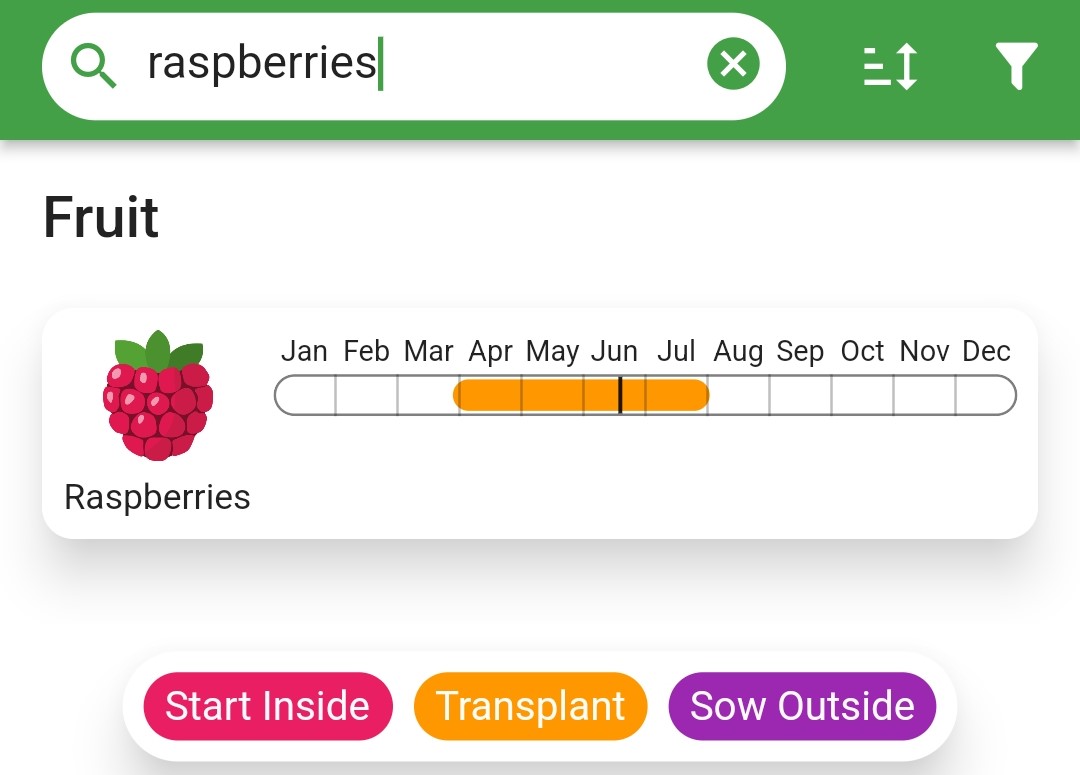 raspberries
Fruit
Jan Feb Mar Apr May Jun Jul Aug Sep Oct Nov Dec
Raspberries
Start Inside Transplant Sow Outside